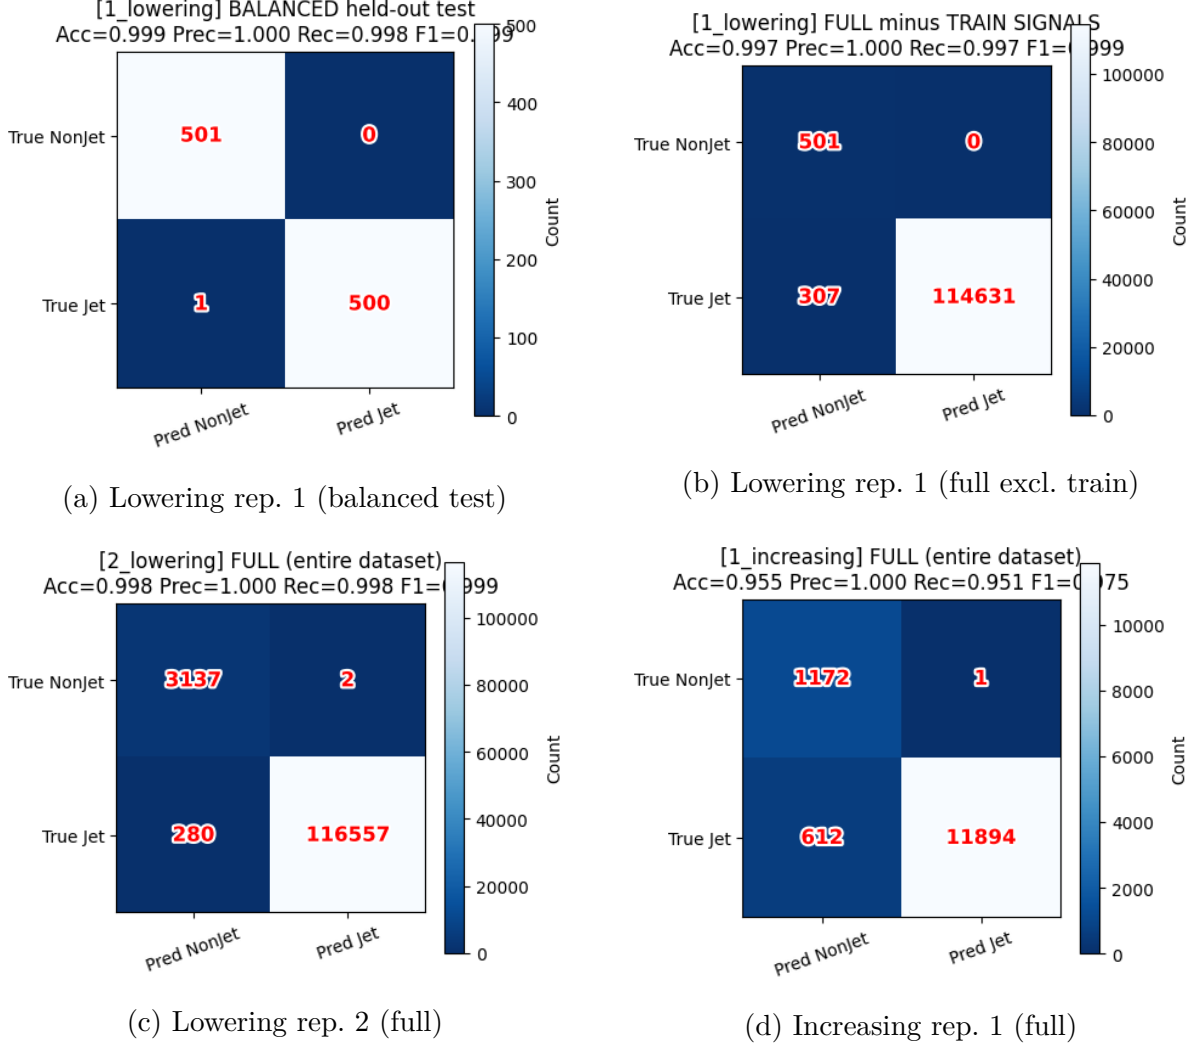 [1_lowering] BALANCED held-out test
Acc=0.999 Prec=1.000 Rec=0.998 F1=0.999
True NonJet
True Jet
501
0
1
500
Pred NonJet
Pred Jet
500
400
300
200
100
0
Count
(a) Lowering rep. 1 (balanced test)
[1_lowering] FULL minus TRAIN SIGNALS
Acc=0.997 Prec=1.000 Rec=0.997 F1=0.999
True NonJet
True Jet
501
0
307
114631
Pred NonJet
Pred Jet
100000
80000
60000
40000
20000
0
Count
(b) Lowering rep. 1 (full excl. train)
[2_lowering] FULL (entire dataset)
Acc=0.998 Prec=1.000 Rec=0.998 F1=0.999
True NonJet
True Jet
3137
2
280
116557
Pred NonJet
Pred Jet
100000
80000
60000
40000
20000
0
Count
(c) Lowering rep. 2 (full)
[1_increasing] FULL (entire dataset)
Acc=0.955 Prec=1.000 Rec=0.951 F1=0.975
True NonJet
True Jet
1172
1
612
11894
Pred NonJet
Pred Jet
10000
8000
6000
4000
2000
0
Count
(d) Increasing rep. 1 (full)